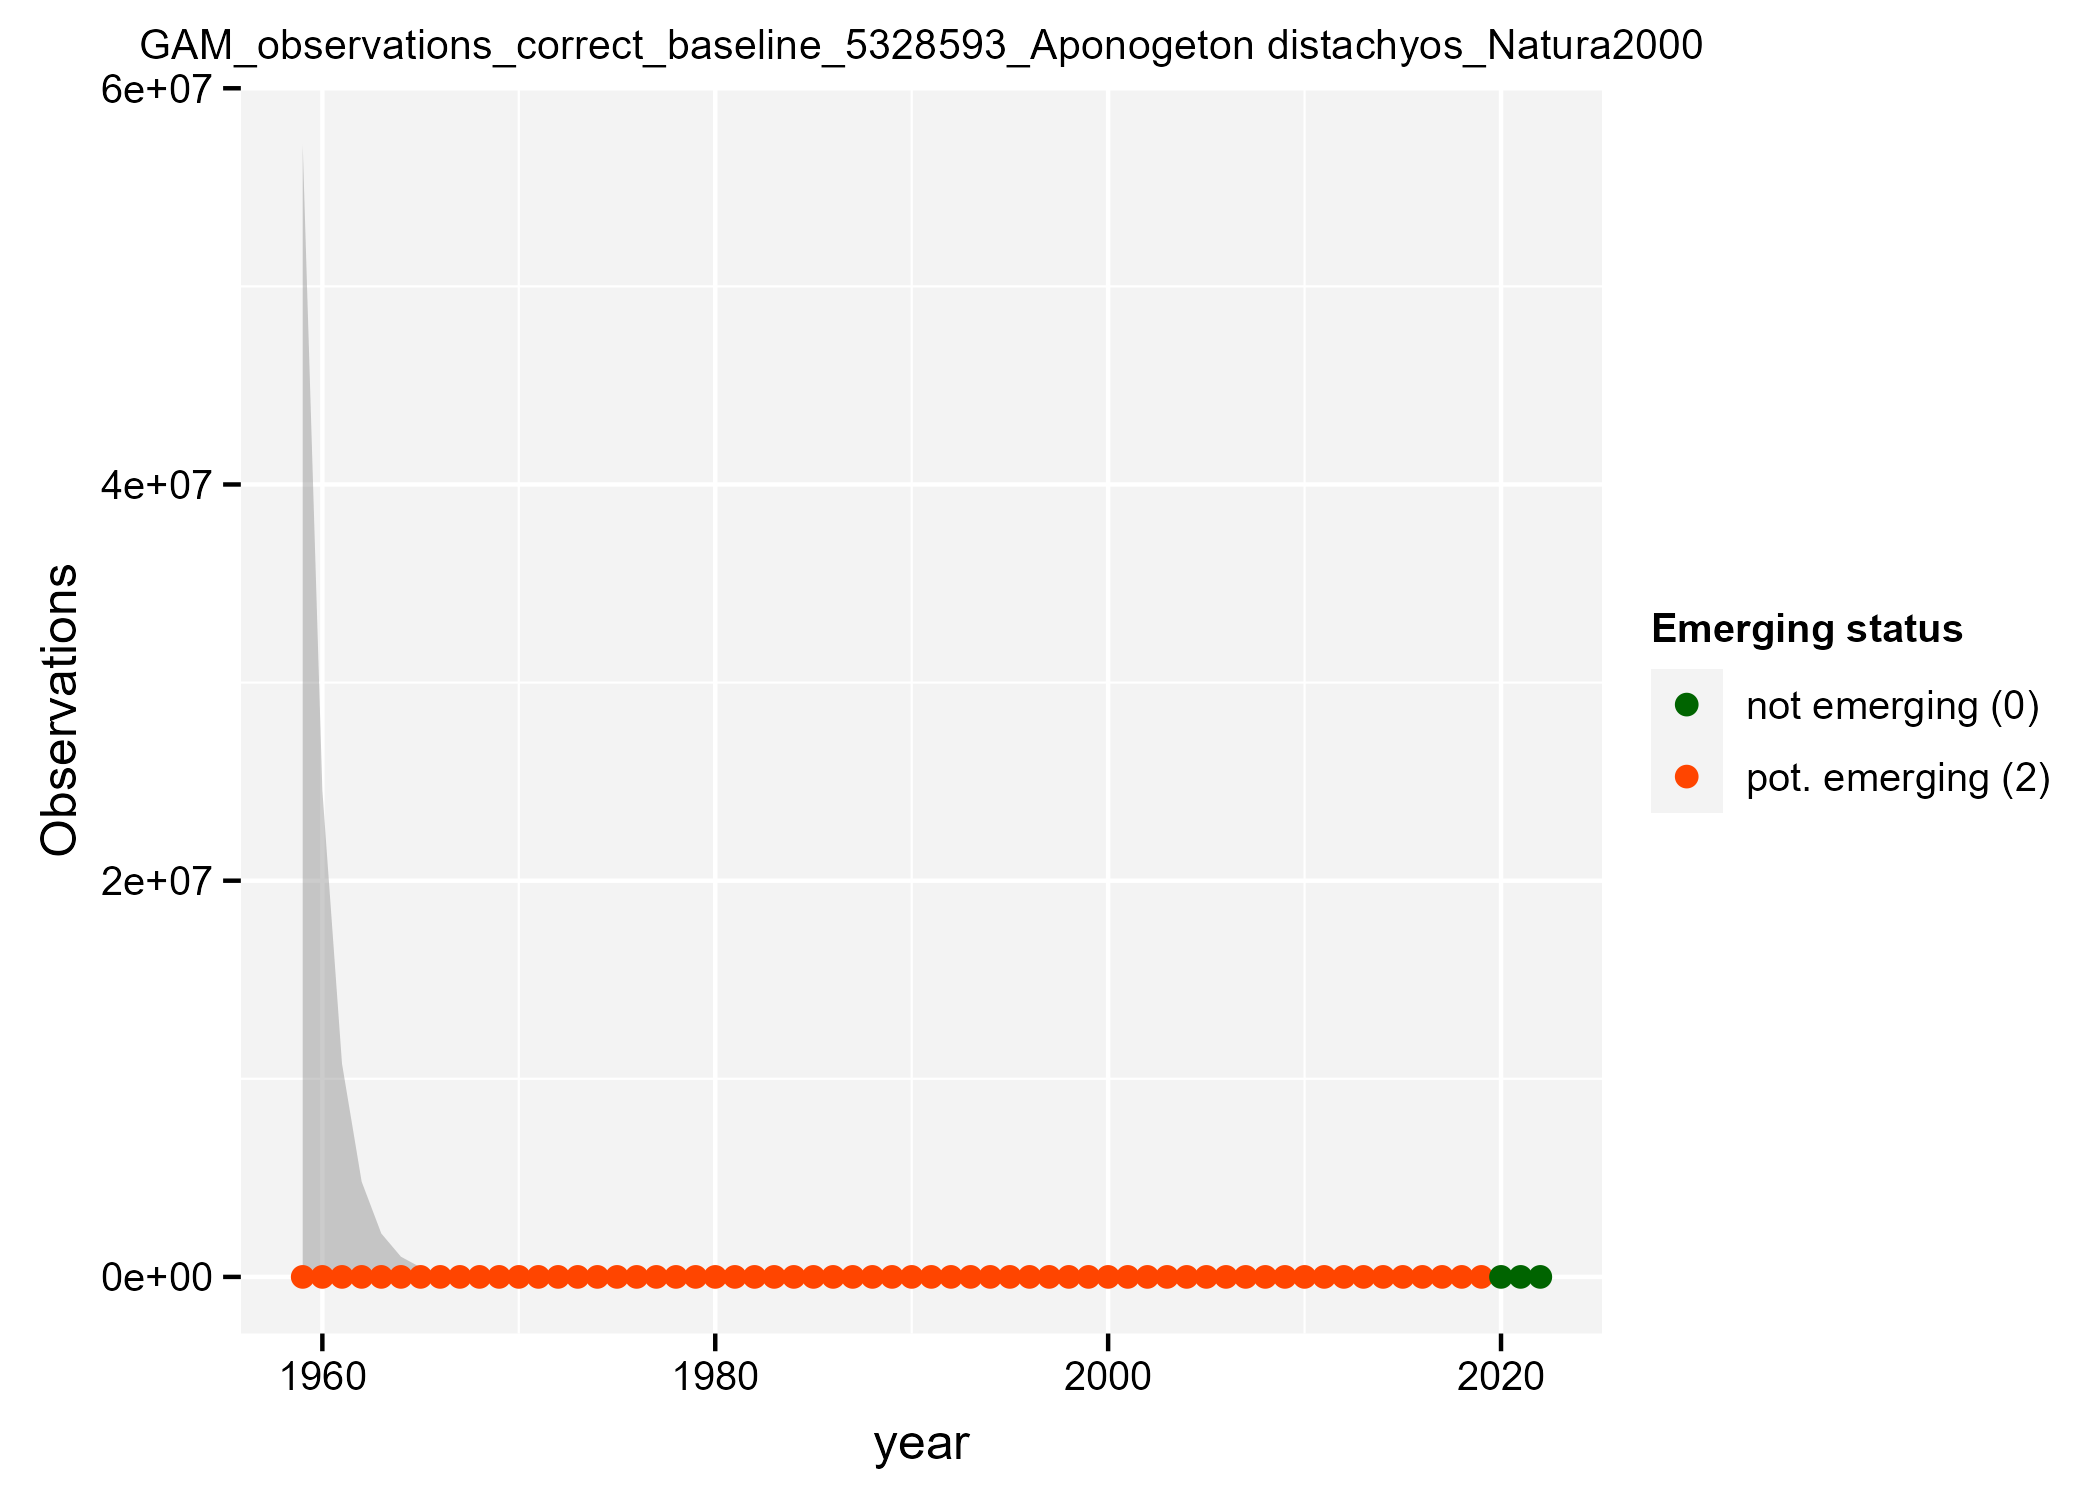 GAM_observations_correct_baseline_5328593_Aponogeton distachyos_Natura2000
6e+07
4e+07
2e+07
0e+00
Observations
1960 1980 2000 2020
year
Emerging status
not emerging (0)
pot. emerging (2)